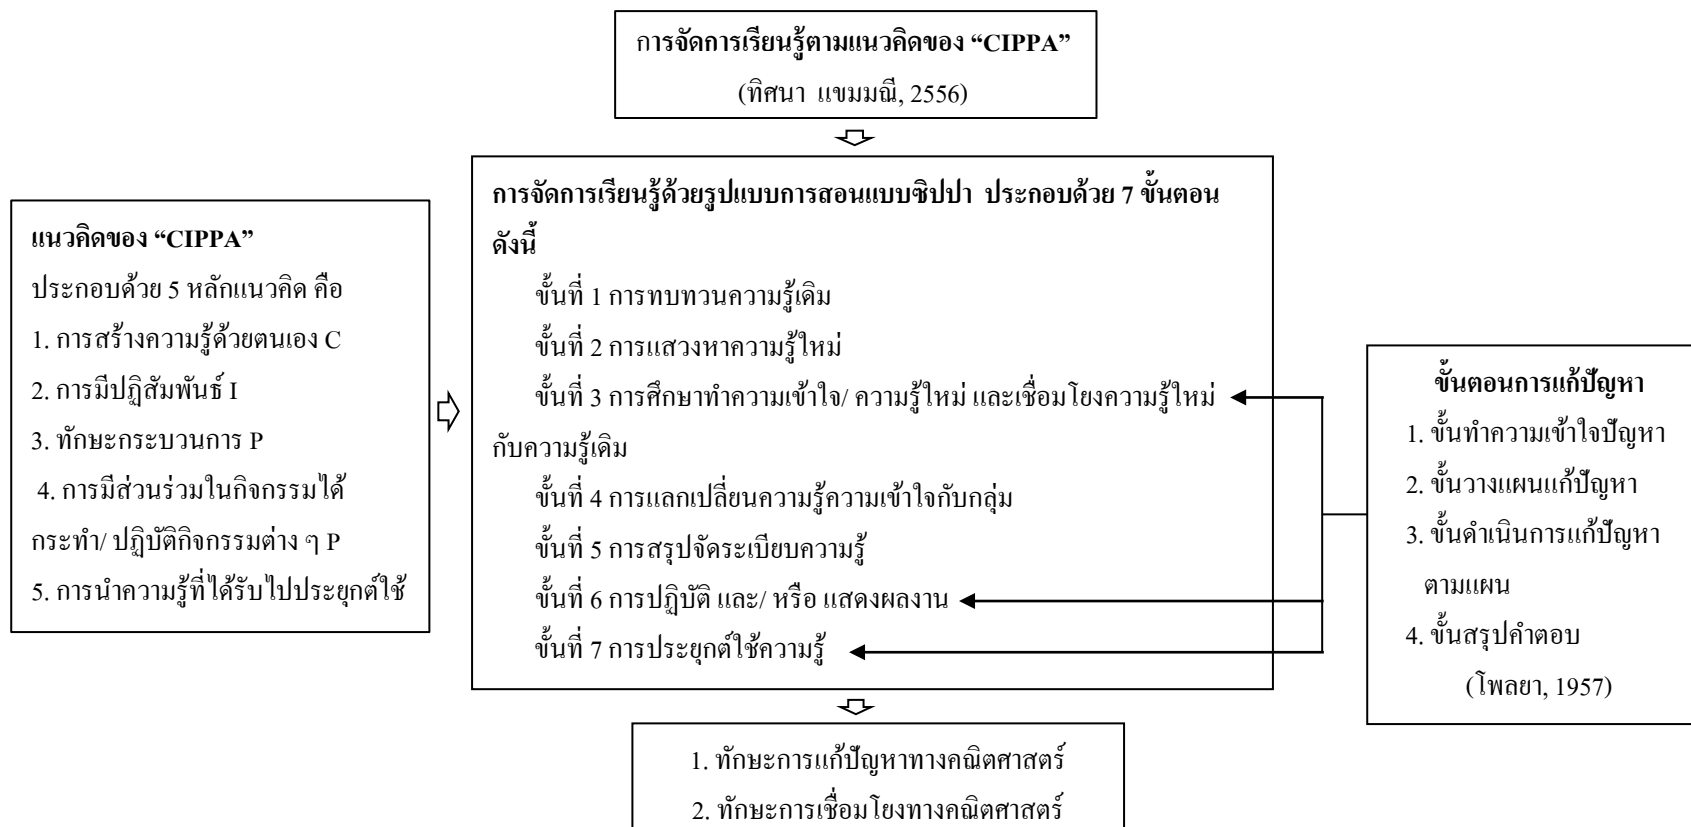 การจัดการเรียนรู้ตามแนวคิดของ “CIPPA”
(ทิศนา แขมมณี, 2556)
แนวคิดของ “CIPPA”
ประกอบด้วย 5 หลักแนวคิด คือ
1. การสร้างความรู้ด้วยตนเอง C
2. การมีปฏิสัมพันธ์ I
3. ทักษะกระบวนการ P
4. การมีส่วนร่วมในกิจกรรมได้
กระทำ/ ปฏิบัติกิจกรรมต่าง ๆ P
5. การนำความรู้ที่ได้รับไปประยุกต์ใช้
การจัดการเรียนรู้ด้วยรูปแบบการสอนแบบซิปปา ประกอบด้วย 7 ขั้นตอน
ดังนี้
ขั้นที่ 1 การทบทวนความรู้เดิม
ขั้นที่ 2 การแสวงหาความรู้ใหม่
ขั้นที่ 3 การศึกษาทำความเข้าใจ/ ความรู้ใหม่ และเชื่อมโยงความรู้ใหม่
กับความรู้เดิม
ขั้นที่ 4 การแลกเปลี่ยนความรู้ความเข้าใจกับกลุ่ม
ขั้นที่ 5 การสรุปจัดระเบียบความรู้
ขั้นที่ 6 การปฏิบัติ และ/ หรือ แสดงผลงาน
ขั้นที่ 7 การประยุกต์ใช้ความรู้
ขั้นตอนการแก้ปัญหา
1. ขั้นทำความเข้าใจปัญหา
2. ขั้นวางแผนแก้ปัญหา
3. ขั้นดำเนินการแก้ปัญหา
ตามแผน
4. ขั้นสรุปคำตอบ
(โพลยา, 1957)
1. ทักษะการแก้ปัญหาทางคณิตศาสตร์
2. ทักษะการเชื่อมโยงทางคณิตศาสตร์